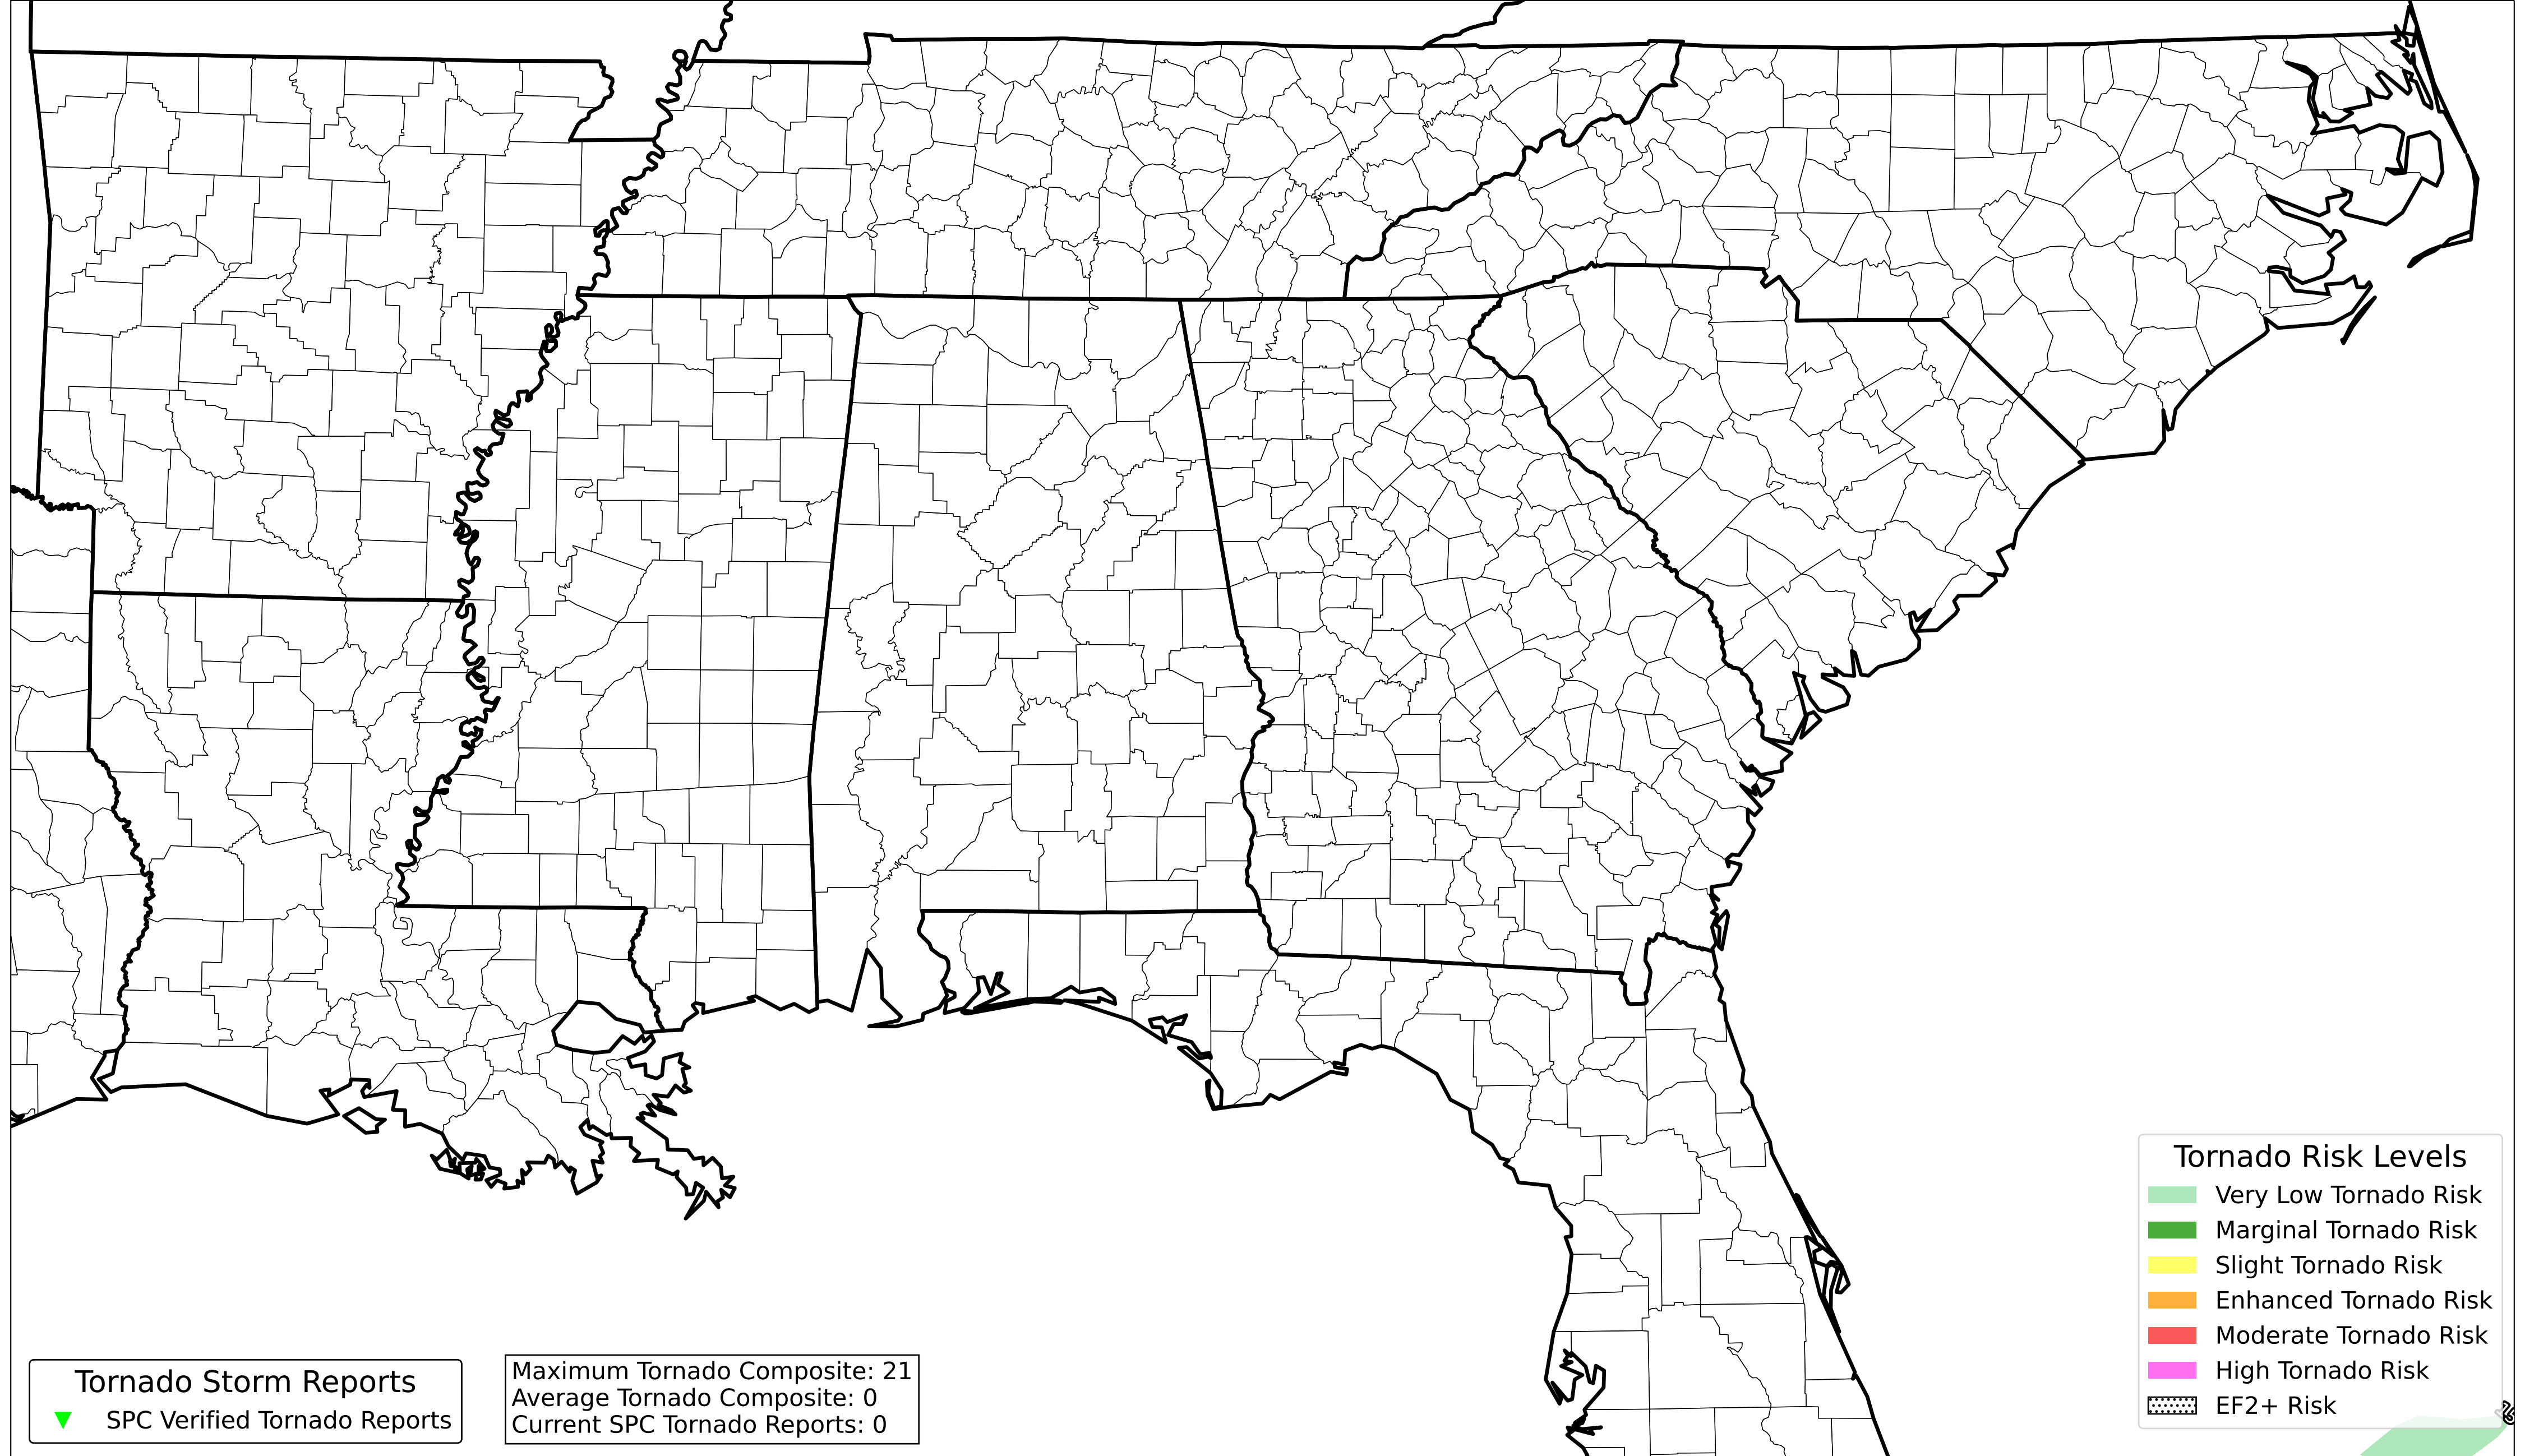 Tornado Risk Levels
Very Low Tornado Risk
Marginal Tornado Risk
Slight Tornado Risk
Enhanced Tornado Risk
Moderate Tornado Risk
High Tornado Risk
EF2+ Risk
Tornado Storm Reports
SPC Verified Tornado Reports
Maximum Tornado Composite: 21
Average Tornado Composite: 0
Current SPC Tornado Reports: 0